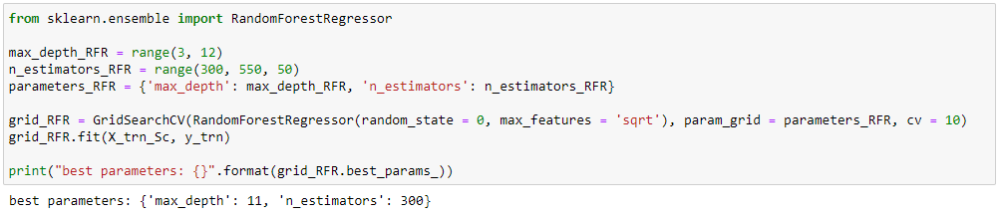 from sklearn.ensemble import RandomForestRegressor
max_depth_RFR = range(3, 12)
n_estimators_RFR = range(300, 550, 50)
parameters_RFR = {'max_depth': max_depth_RFR, 'n_estimators': n_estimators_RFR}
grid_RFR = GridSearchCV(RandomForestRegressor(random_state = 0, max_features = 'sqrt'), param_grid = parameters_RFR, cv = 10)
grid_RFR.fit(X_trn_Sc, y_trn)
print("best parameters: {}".format(grid_RFR.best_params_))
best parameters: {'max_depth': 11, 'n_estimators': 300}